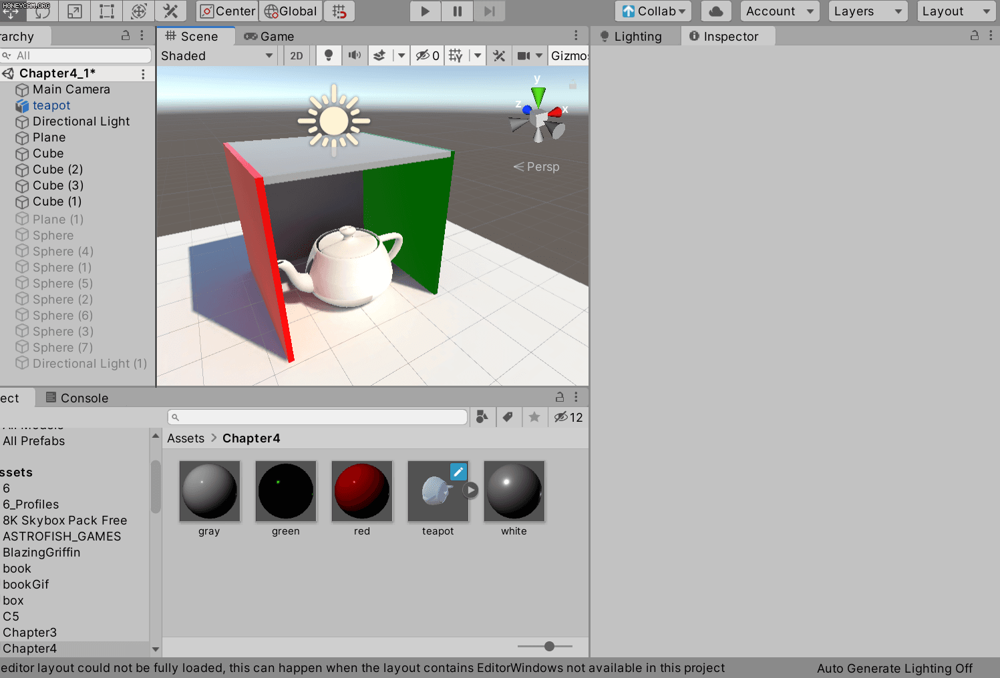 HONEYCAM.ORG
Center
Global
Collab
Account
Layers
Layout
rarchy
Scene
Game
Lighting
Inspector
All
Shaded
2D
0
Gizmos
Chapter4_1*
Main Camera
teapot
Directional Light
Plane
Cube
Cube (2)
Cube (3)
Cube (1)
Plane (1)
Sphere
Sphere (4)
Sphere (1)
Sphere (5)
Sphere (2)
Sphere (6)
Sphere (3)
Sphere (7)
Directional Light (1)
y
z
x
Persp
ect
Console
12
All Models
All Prefabs
ssets
6
6_Profiles
8K Skybox Pack Free
ASTROFISH_GAMES
BlazingGriffin
book
bookGif
box
C5
Chapter3
Chapter4
Assets > Chapter4
gray
green
red
teapot
white
editor layout could not be fully loaded, this can happen when the layout contains EditorWindows not available in this project
Auto Generate Lighting Off